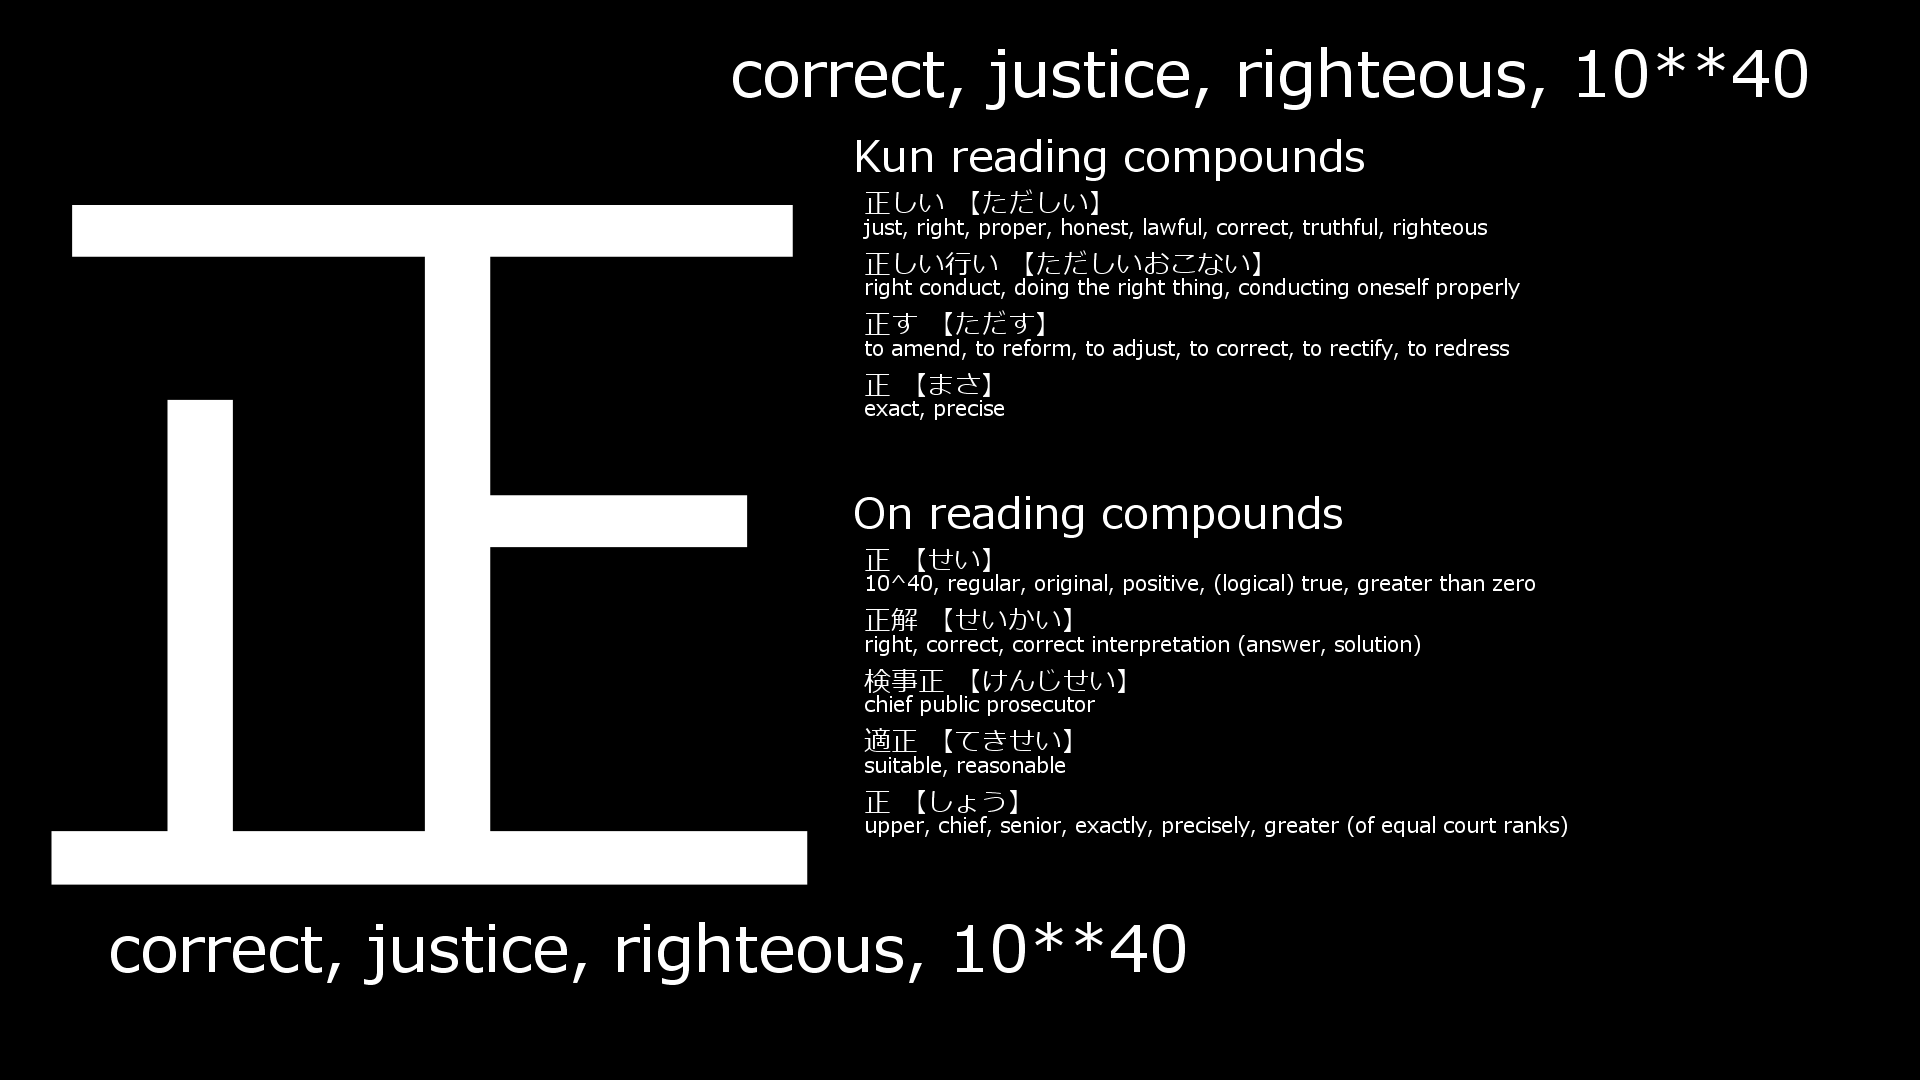 correct, justice, righteous, 10**40
正
Kun reading compounds
正しい 【ただしい】
just, right, proper, honest, lawful, correct, truthful, righteous
正しい行い 【ただしいおこない】
right conduct, doing the right thing, conducting oneself properly
正す 【ただす】
to amend, to reform, to adjust, to correct, to rectify, to redress
正 【まさ】
exact, precise
On reading compounds
正 【せい】
10^40, regular, original, positive, (logical) true, greater than zero
正解 【せいかい】
right, correct, correct interpretation (answer, solution)
検事正 【けんじせい】
chief public prosecutor
適正 【てきせい】
suitable, reasonable
正 【しょう】
upper, chief, senior, exactly, precisely, greater (of equal court ranks)
correct, justice, righteous, 10**40